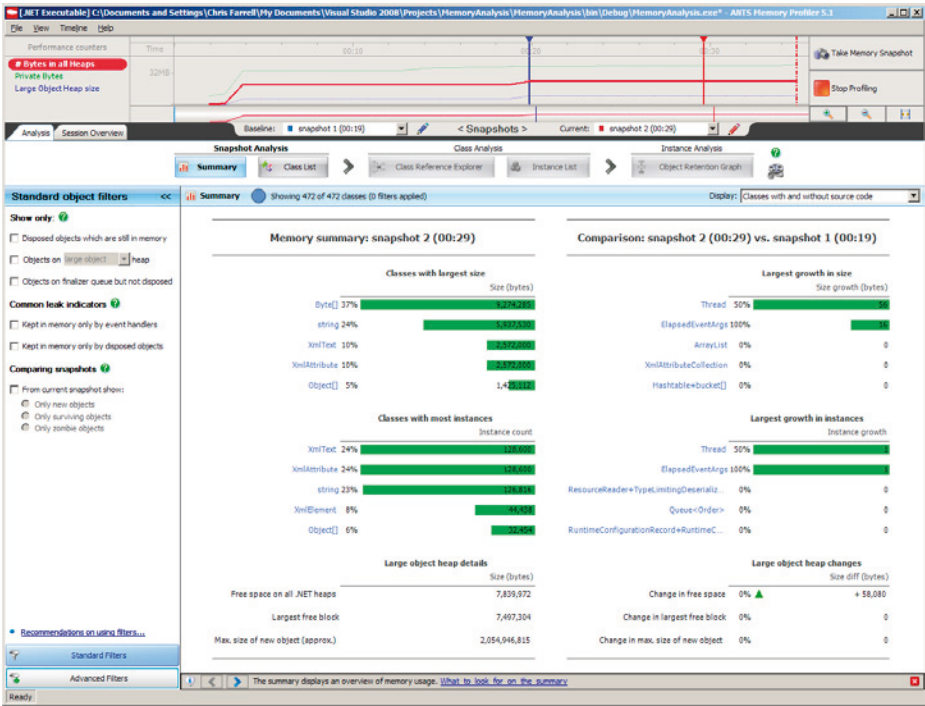 [.NET Executable] C:\Documents and Settings\Chris Farrell\My Documents\Visual Studio 2008\Projects\MemoryAnalysis\MemoryAnalysis\bin\Debug\MemoryAnalysis.exe* - ANTS Memory Profiler 5.1
File View Timeline Help
Performance counters
# Bytes in all Heaps
Private Bytes
Large Object Heap size
Time
32MB
00:10
00:20
00:30
Take Memory Snapshot
Stop Profiling
Analysis Session Overview
Baseline: snapshot 1 (00:19) < Snapshots > Current: snapshot 2 (00:29)
Snapshot Analysis Class Analysis Instance Analysis
Summary Class List Class Reference Explorer Instance List Object Retention Graph
Standard object filters <<
Show only:
Disposed objects which are still in memory
Objects on large object heap
Objects on finalizer queue but not disposed
Common leak indicators
Kept in memory only by event handlers
Kept in memory only by disposed objects
Comparing snapshots
From current snapshot show:
Only new objects
Only surviving objects
Only zombie objects
Recommendations on using filters...
Standard Filters
Advanced Filters
Summary Showing 472 of 472 classes (0 filters applied) Display: Classes with and without source code
Memory summary: snapshot 2 (00:29)
Classes with largest size
Size (bytes)
Byte[] 37% 9,274,285
string 24% 5,937,530
XmlText 10% 2,572,000
XmlAttribute 10% 2,572,000
Object[] 5% 1,425,112
Classes with most instances
Instance count
XmlText 24% 128,600
XmlAttribute 24% 128,600
string 23% 126,816
XmlElement 8% 44,458
Object[] 6% 32,454
Large object heap details
Size (bytes)
Free space on all .NET heaps 7,839,972
Largest free block 7,497,304
Max. size of new object (approx.) 2,054,946,815
Comparison: snapshot 2 (00:29) vs. snapshot 1 (00:19)
Largest growth in size
Size growth (bytes)
Thread 50% 56
ElapsedEventArgs 100% 16
ArrayList 0% 0
XmlAttributeCollection 0% 0
Hashtable+bucket[] 0% 0
Largest growth in instances
Instance growth
Thread 50% 1
ElapsedEventArgs 100% 1
ResourceReader+TypeLimitingDeserializ... 0% 0
Queue<Order> 0% 0
RuntimeConfigurationRecord+RuntimeC... 0% 0
Large object heap changes
Size diff (bytes)
Change in free space 0% + 58,080
Change in largest free block 0% 0
Change in max. size of new object 0% 0
The summary displays an overview of memory usage. What to look for on the summary
Ready